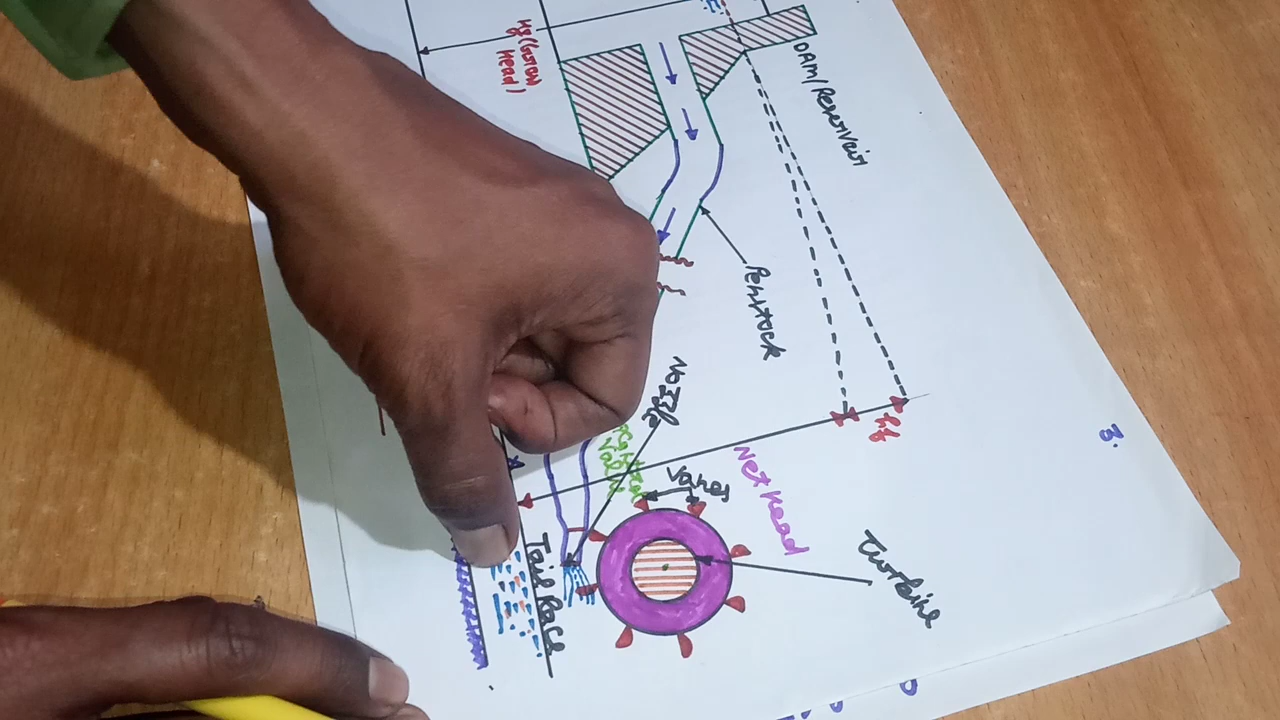 DAM/Reservoir
Hg (Gross
Head)
Penstock
hf
3.
Nozzle
Vanes
Net Head
Turbine
Tail Race